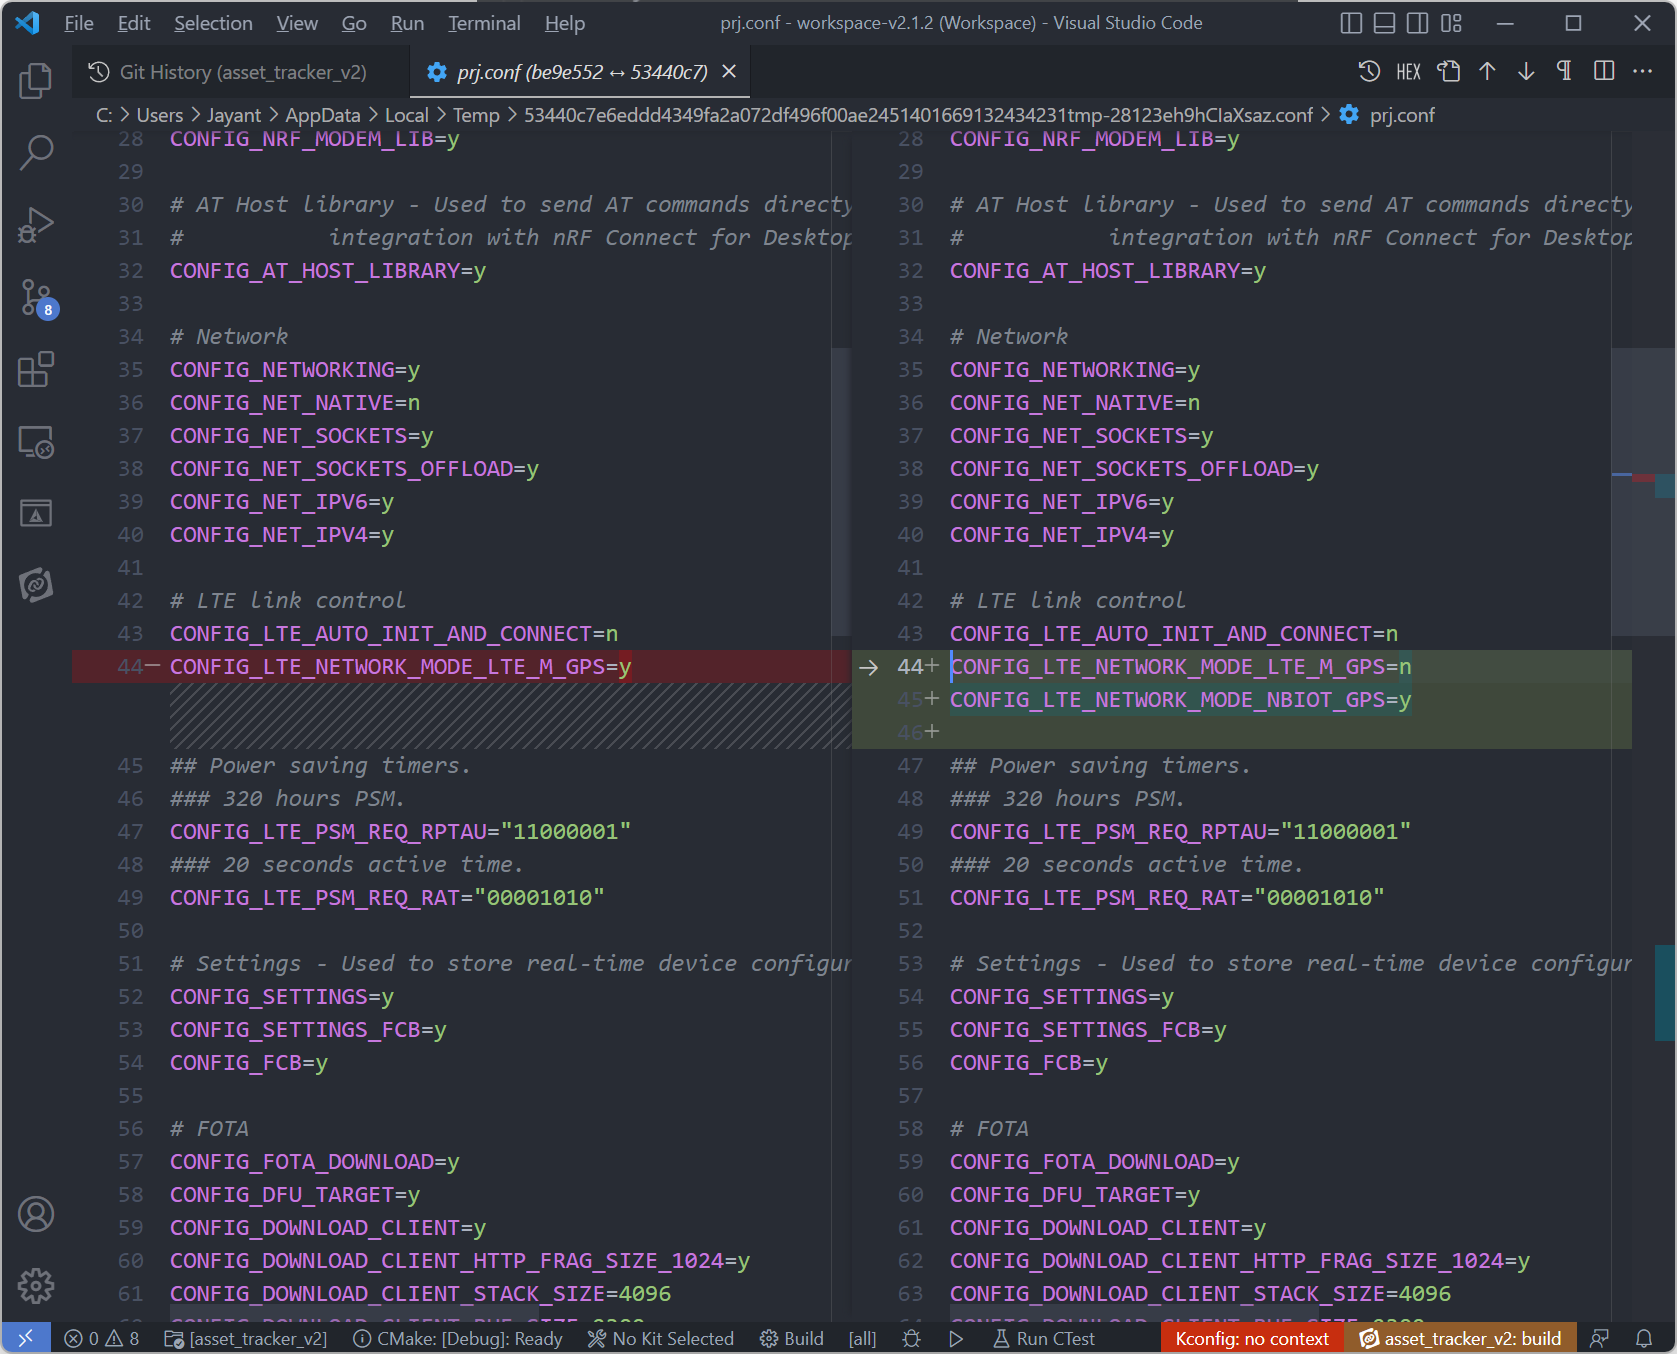 File Edit Selection View Go Run Terminal Help prj.conf - workspace-v2.1.2 (Workspace) - Visual Studio Code
Git History (asset_tracker_v2) prj.conf (be9e552 ↔ 53440c7) HEX
C: > Users > Jayant > AppData > Local > Temp > 53440c7e6eddd4349fa2a072df496f00ae2451401669132434231tmp-28123eh9hClaXsaz.conf > prj.conf
28 CONFIG_NRF_MODEM_LIB=y
29
30 # AT Host library - Used to send AT commands directy
31 # integration with nRF Connect for Desktop
32 CONFIG_AT_HOST_LIBRARY=y
33
34 # Network
35 CONFIG_NETWORKING=y
36 CONFIG_NET_NATIVE=n
37 CONFIG_NET_SOCKETS=y
38 CONFIG_NET_SOCKETS_OFFLOAD=y
39 CONFIG_NET_IPV6=y
40 CONFIG_NET_IPV4=y
41
42 # LTE link control
43 CONFIG_LTE_AUTO_INIT_AND_CONNECT=n
44− CONFIG_LTE_NETWORK_MODE_LTE_M_GPS=y
45 ## Power saving timers.
46 ### 320 hours PSM.
47 CONFIG_LTE_PSM_REQ_RPTAU="11000001"
48 ### 20 seconds active time.
49 CONFIG_LTE_PSM_REQ_RAT="00001010"
50
51 # Settings - Used to store real-time device configur
52 CONFIG_SETTINGS=y
53 CONFIG_SETTINGS_FCB=y
54 CONFIG_FCB=y
55
56 # FOTA
57 CONFIG_FOTA_DOWNLOAD=y
58 CONFIG_DFU_TARGET=y
59 CONFIG_DOWNLOAD_CLIENT=y
60 CONFIG_DOWNLOAD_CLIENT_HTTP_FRAG_SIZE_1024=y
61 CONFIG_DOWNLOAD_CLIENT_STACK_SIZE=4096
28 CONFIG_NRF_MODEM_LIB=y
29
30 # AT Host library - Used to send AT commands directy
31 # integration with nRF Connect for Desktop
32 CONFIG_AT_HOST_LIBRARY=y
33
34 # Network
35 CONFIG_NETWORKING=y
36 CONFIG_NET_NATIVE=n
37 CONFIG_NET_SOCKETS=y
38 CONFIG_NET_SOCKETS_OFFLOAD=y
39 CONFIG_NET_IPV6=y
40 CONFIG_NET_IPV4=y
41
42 # LTE link control
43 CONFIG_LTE_AUTO_INIT_AND_CONNECT=n
→ 44+ CONFIG_LTE_NETWORK_MODE_LTE_M_GPS=n
45+ CONFIG_LTE_NETWORK_MODE_NBIOT_GPS=y
46+
47 ## Power saving timers.
48 ### 320 hours PSM.
49 CONFIG_LTE_PSM_REQ_RPTAU="11000001"
50 ### 20 seconds active time.
51 CONFIG_LTE_PSM_REQ_RAT="00001010"
52
53 # Settings - Used to store real-time device configur
54 CONFIG_SETTINGS=y
55 CONFIG_SETTINGS_FCB=y
56 CONFIG_FCB=y
57
58 # FOTA
59 CONFIG_FOTA_DOWNLOAD=y
60 CONFIG_DFU_TARGET=y
61 CONFIG_DOWNLOAD_CLIENT=y
62 CONFIG_DOWNLOAD_CLIENT_HTTP_FRAG_SIZE_1024=y
63 CONFIG_DOWNLOAD_CLIENT_STACK_SIZE=4096
8
0 8 [asset_tracker_v2] CMake: [Debug]: Ready No Kit Selected Build [all] Run CTest Kconfig: no context asset_tracker_v2: build